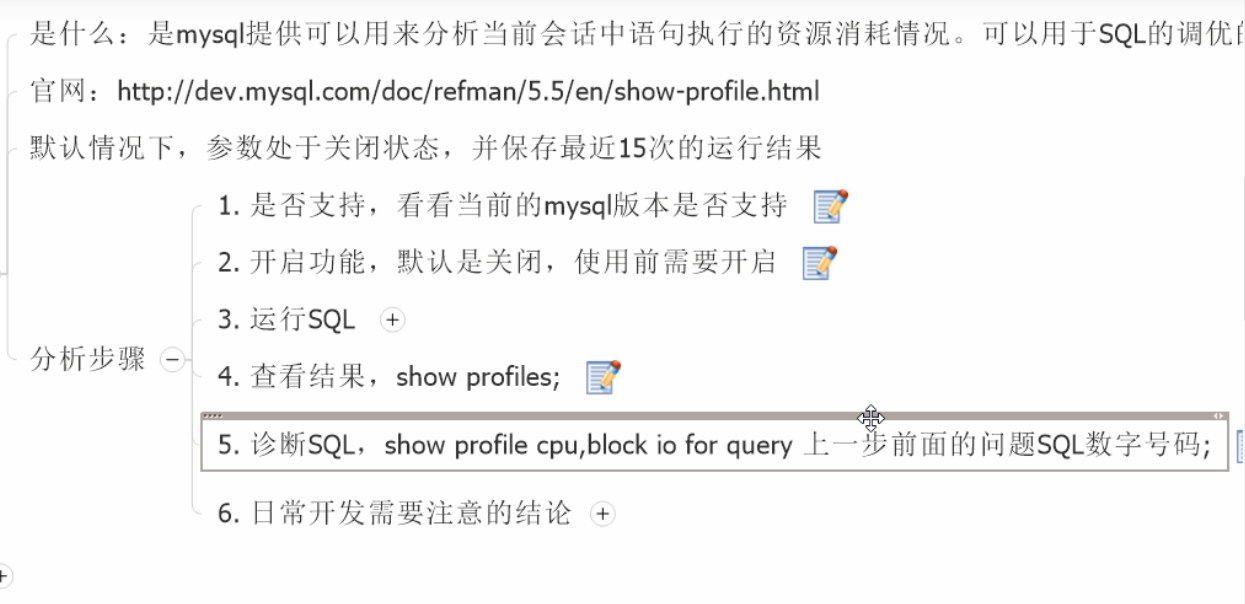 是什么：是mysql提供可以用来分析当前会话中语句执行的资源消耗情况。可以用于SQL的调优
官网：http://dev.mysql.com/doc/refman/5.5/en/show-profile.html
默认情况下，参数处于关闭状态，并保存最近15次的运行结果
分析步骤
1. 是否支持，看看当前的mysql版本是否支持
2. 开启功能，默认是关闭，使用前需要开启
3. 运行SQL
4. 查看结果，show profiles;
5. 诊断SQL，show profile cpu,block io for query 上一步前面的问题SQL数字号码;
6. 日常开发需要注意的结论